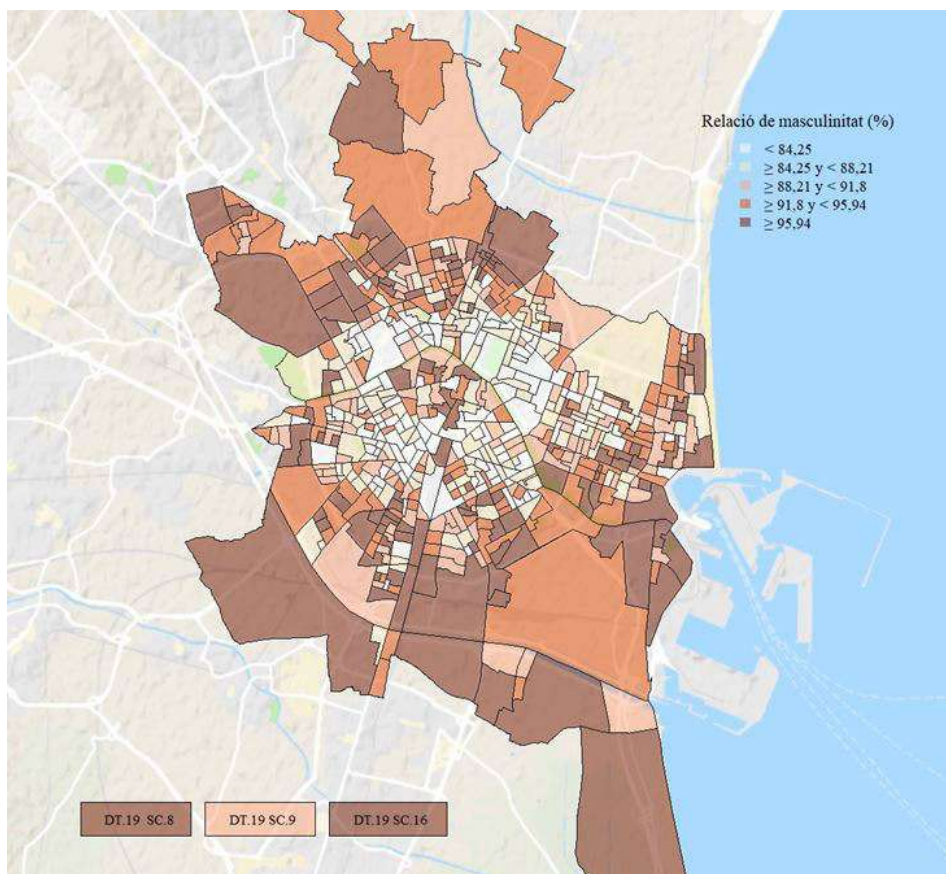 Relació de masculinitat (%)
< 84,25
≥ 84,25 y < 88,21
≥ 88,21 y < 91,8
≥ 91,8 y < 95,94
≥ 95,94
DT.19 SC.8
DT.19 SC.9
DT.19 SC.16